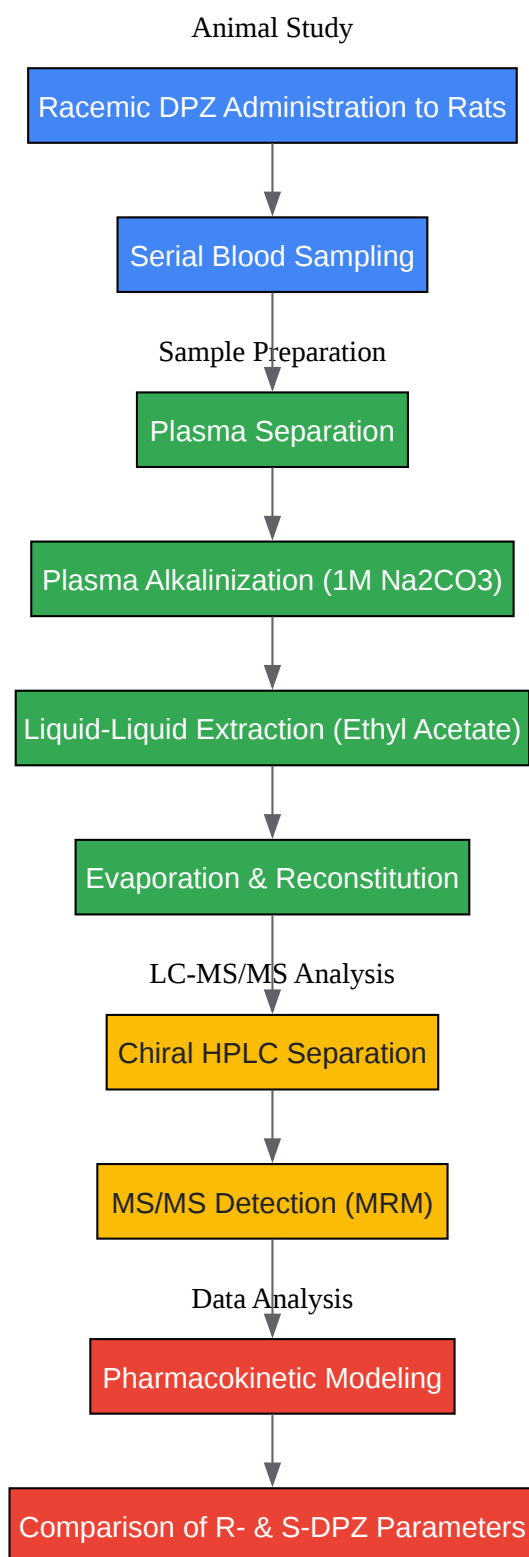 Animal Study
Racemic DPZ Administration to Rats
Serial Blood Sampling
Sample Preparation
Plasma Separation
Plasma Alkalinization (1M Na2CO3)
Liquid-Liquid Extraction (Ethyl Acetate)
Evaporation & Reconstitution
LC-MS/MS Analysis
Chiral HPLC Separation
MS/MS Detection (MRM)
Data Analysis
Pharmacokinetic Modeling
Comparison of R- & S-DPZ Parameters